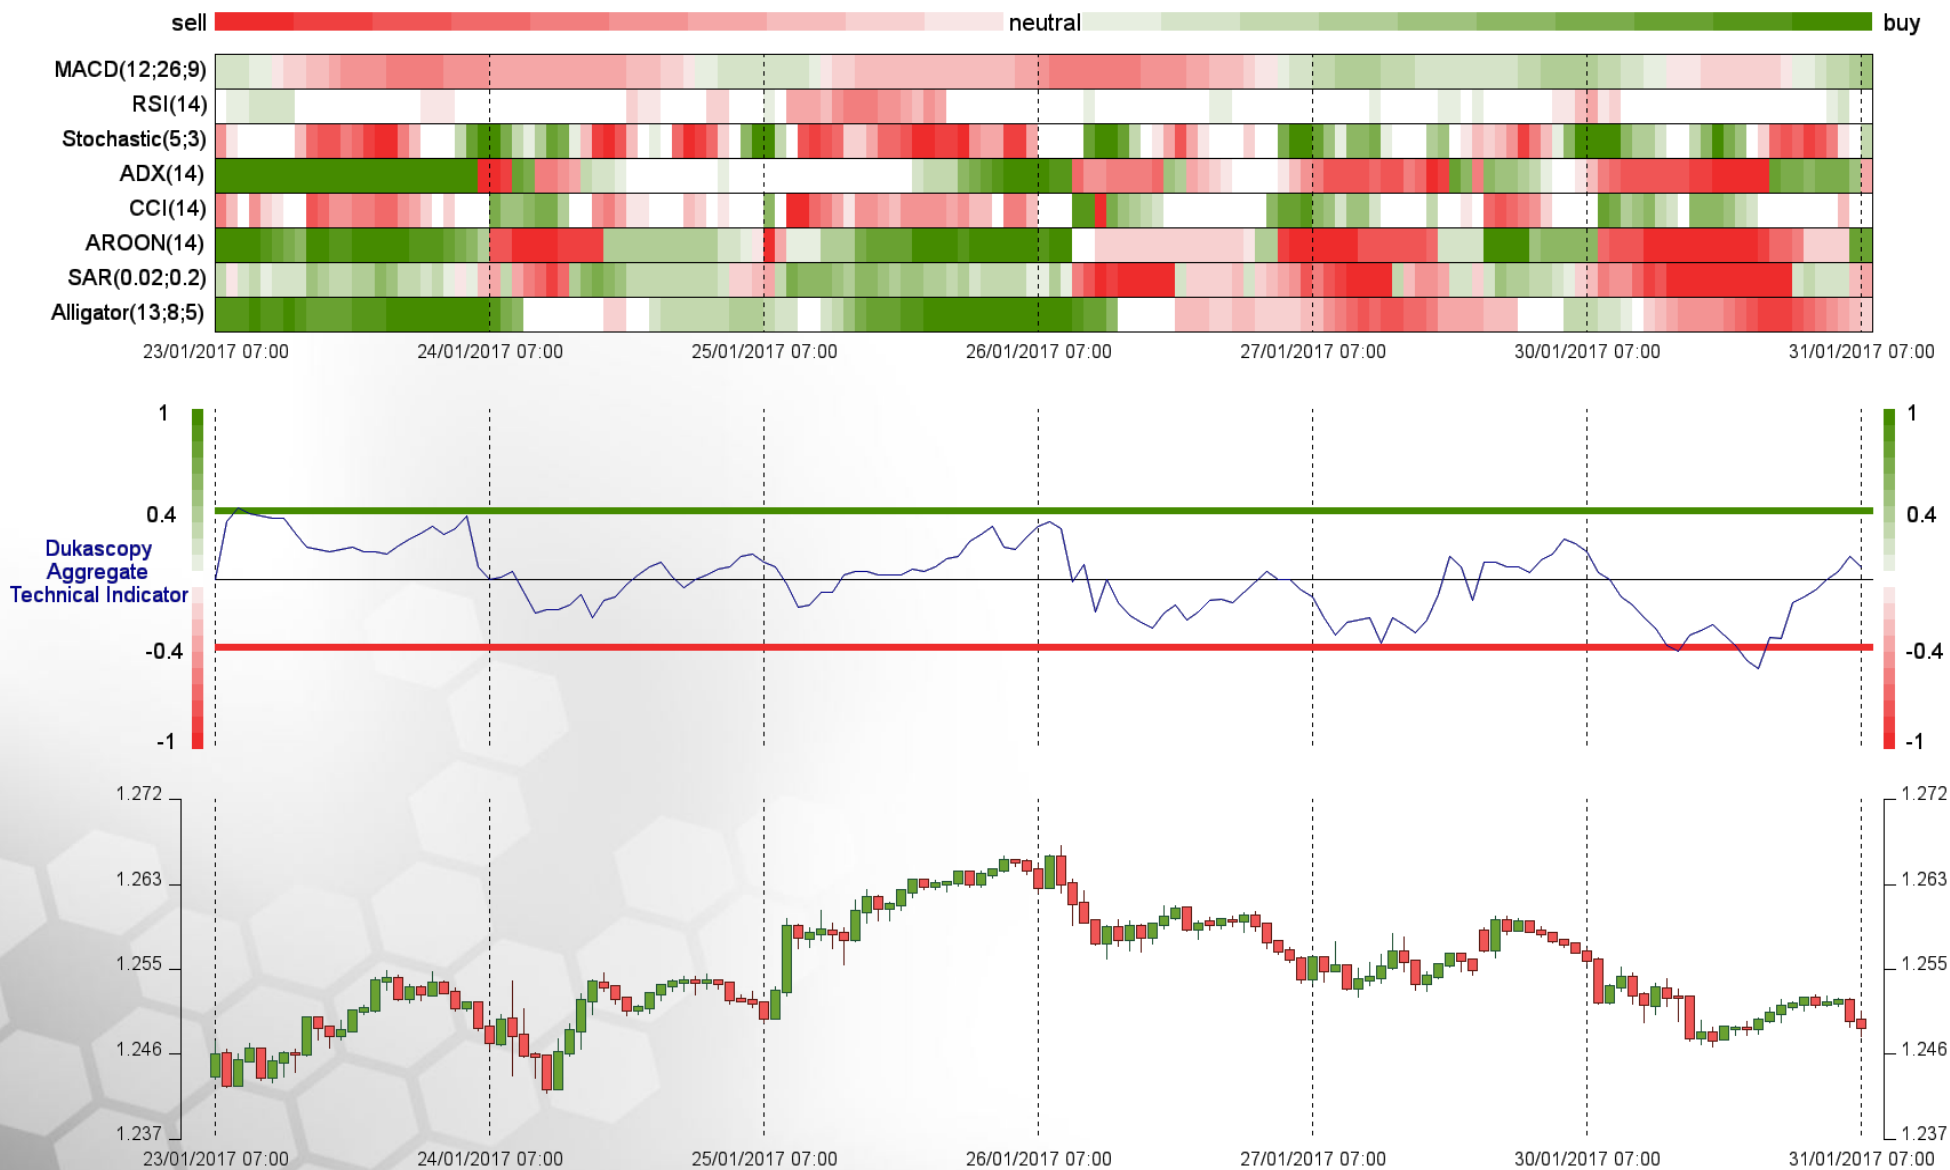 sell neutral buy
MACD(12;26;9)
RSI(14)
Stochastic(5;3)
ADX(14)
CCI(14)
AROON(14)
SAR(0.02;0.2)
Alligator(13;8;5)
23/01/2017 07:00 24/01/2017 07:00 25/01/2017 07:00 26/01/2017 07:00 27/01/2017 07:00 30/01/2017 07:00 31/01/2017 07:00
1 1
0.4 0.4
Dukascopy
Aggregate
Technical Indicator
-0.4 -0.4
-1 -1
1.272 1.272
1.263 1.263
1.255 1.255
1.246 1.246
1.237 1.237
23/01/2017 07:00 24/01/2017 07:00 25/01/2017 07:00 26/01/2017 07:00 27/01/2017 07:00 30/01/2017 07:00 31/01/2017 07:00